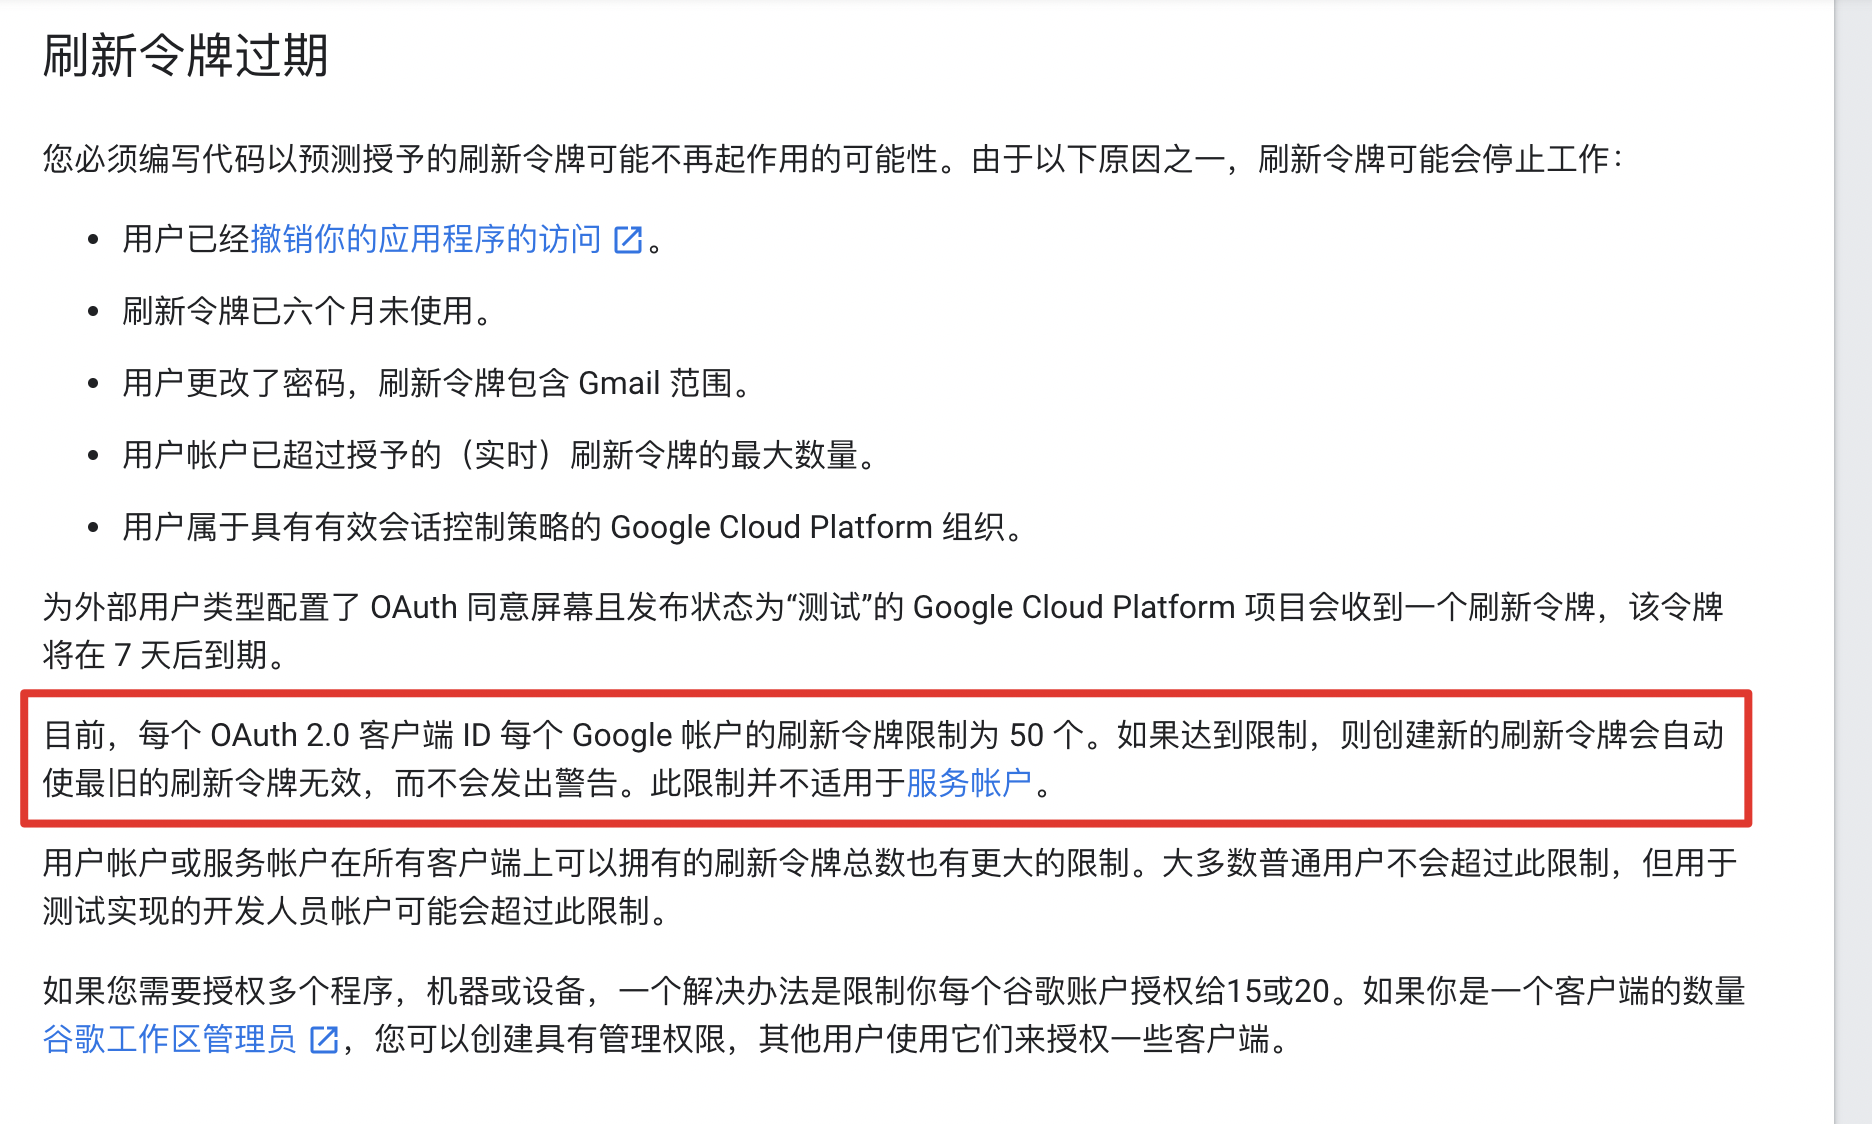 刷新令牌过期
您必须编写代码以预测授予的刷新令牌可能不再起作用的可能性。由于以下原因之一，刷新令牌可能会停止工作：
• 用户已经撤销你的应用程序的访问 。
• 刷新令牌已六个月未使用。
• 用户更改了密码，刷新令牌包含 Gmail 范围。
• 用户帐户已超过授予的（实时）刷新令牌的最大数量。
• 用户属于具有有效会话控制策略的 Google Cloud Platform 组织。
为外部用户类型配置了 OAuth 同意屏幕且发布状态为“测试”的 Google Cloud Platform 项目会收到一个刷新令牌，该令牌
将在 7 天后到期。
目前，每个 OAuth 2.0 客户端 ID 每个 Google 帐户的刷新令牌限制为 50 个。如果达到限制，则创建新的刷新令牌会自动
使最旧的刷新令牌无效，而不会发出警告。此限制并不适用于服务帐户。
用户帐户或服务帐户在所有客户端上可以拥有的刷新令牌总数也有更大的限制。大多数普通用户不会超过此限制，但用于
测试实现的开发人员帐户可能会超过此限制。
如果您需要授权多个程序，机器或设备，一个解决办法是限制你每个谷歌账户授权给15或20。如果你是一个客户端的数量
谷歌工作区管理员 ，您可以创建具有管理权限，其他用户使用它们来授权一些客户端。